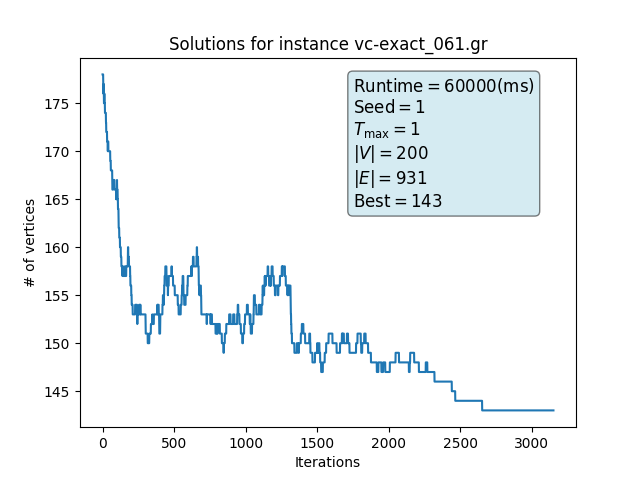 Solutions for instance vc-exact_061.gr
Runtime = 60000(ms)
Seed = 1
T_max = 1
|V| = 200
|E| = 931
Best = 143
# of vertices
175
170
165
160
155
150
145
0 500 1000 1500 2000 2500 3000
Iterations